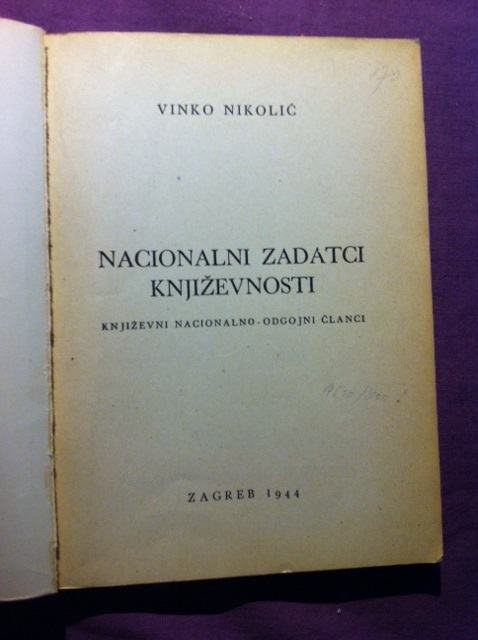 VINKO NIKOLIĆ
NACIONALNI ZADATCI
KNJIŽEVNOSTI
KNJIŽEVNI NACIONALNO-ODGOJNI ČLANCI
ZAGREB 1944